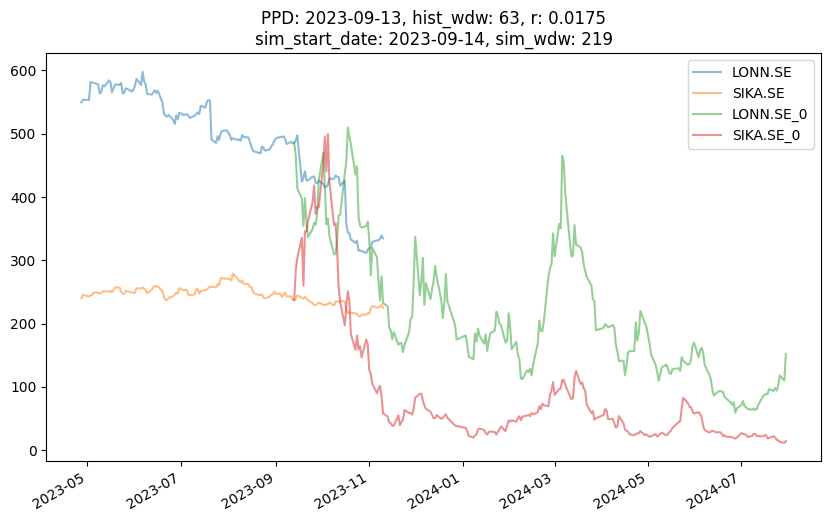 PPD: 2023-09-13, hist_wdw: 63, r: 0.0175
sim_start_date: 2023-09-14, sim_wdw: 219
LONN.SE
SIKA.SE
LONN.SE_0
SIKA.SE_0
600
500
400
300
200
100
0
2023-05
2023-07
2023-09
2023-11
2024-01
2024-03
2024-05
2024-07